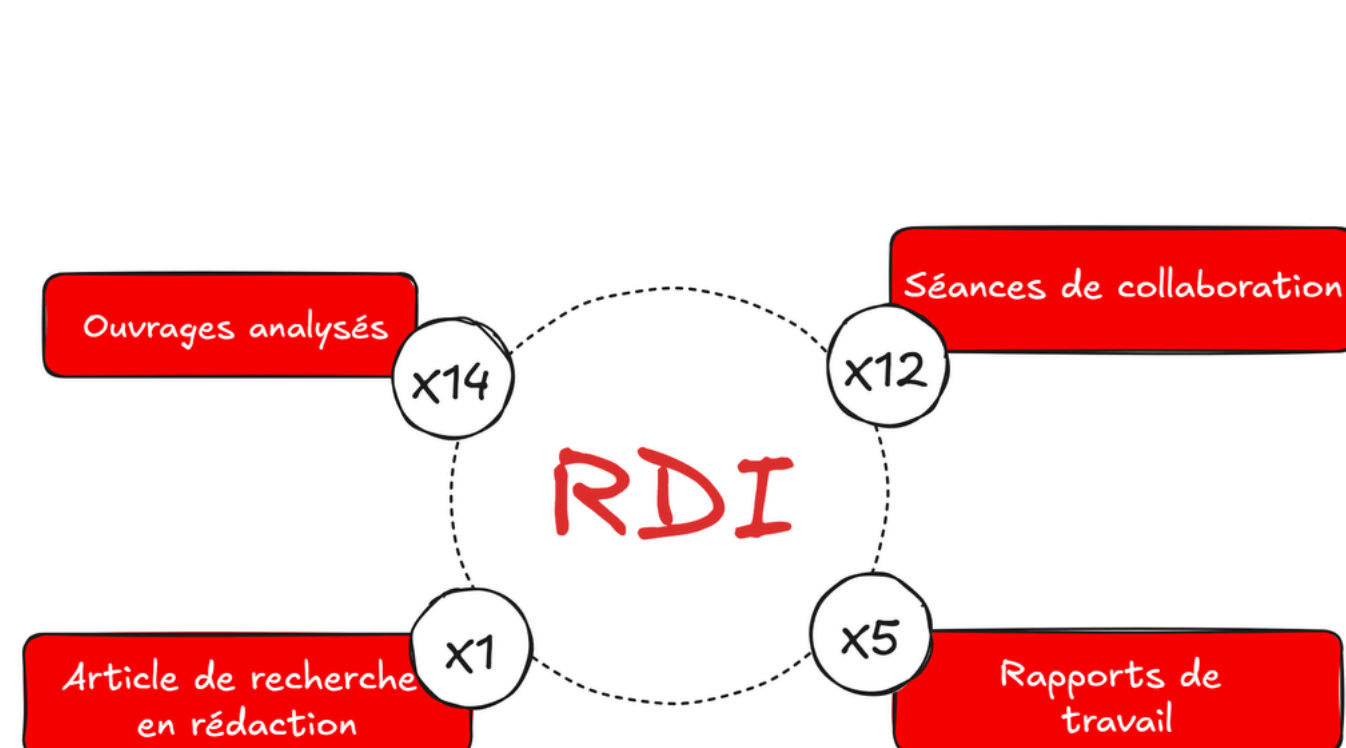 Séances de collaboration
Ouvrages analysés
x14
x12
RDI
x1
x5
Article de recherche
en rédaction
Rapports de
travail